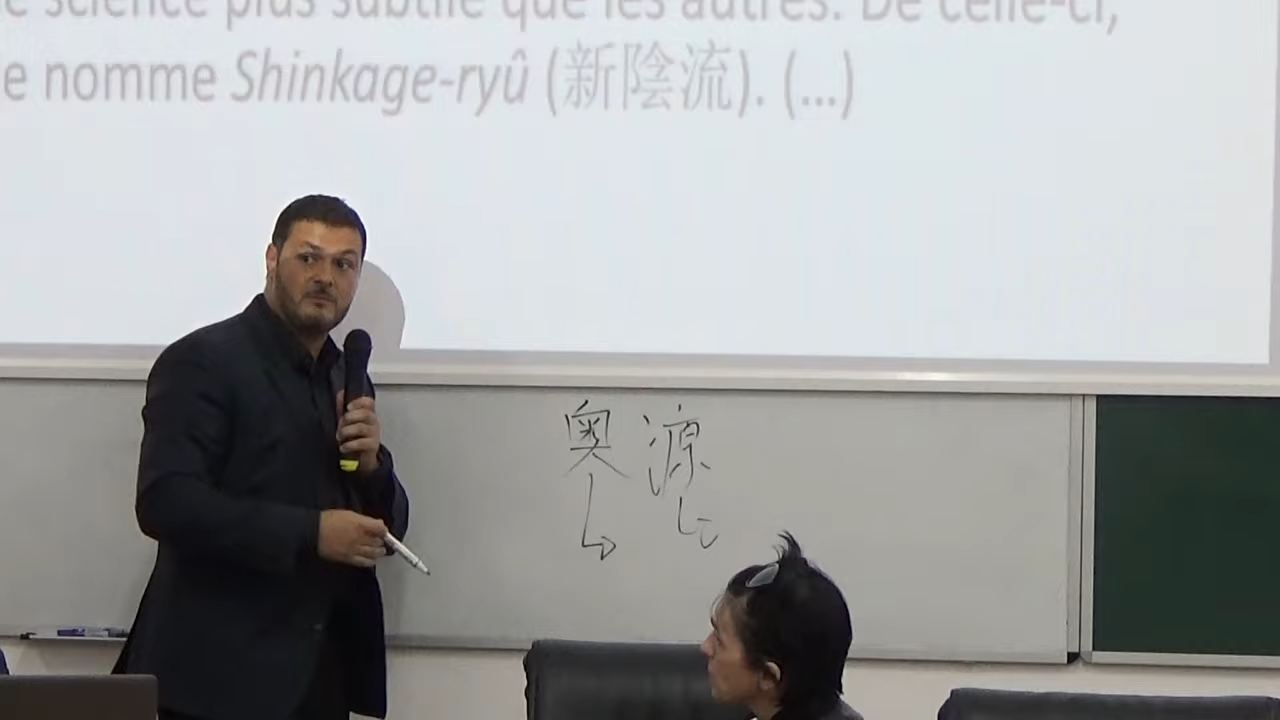 e science plus subtile que les autres. De celle-ci,
e nomme Shinkage-ryû (新陰流). (...)
奥源